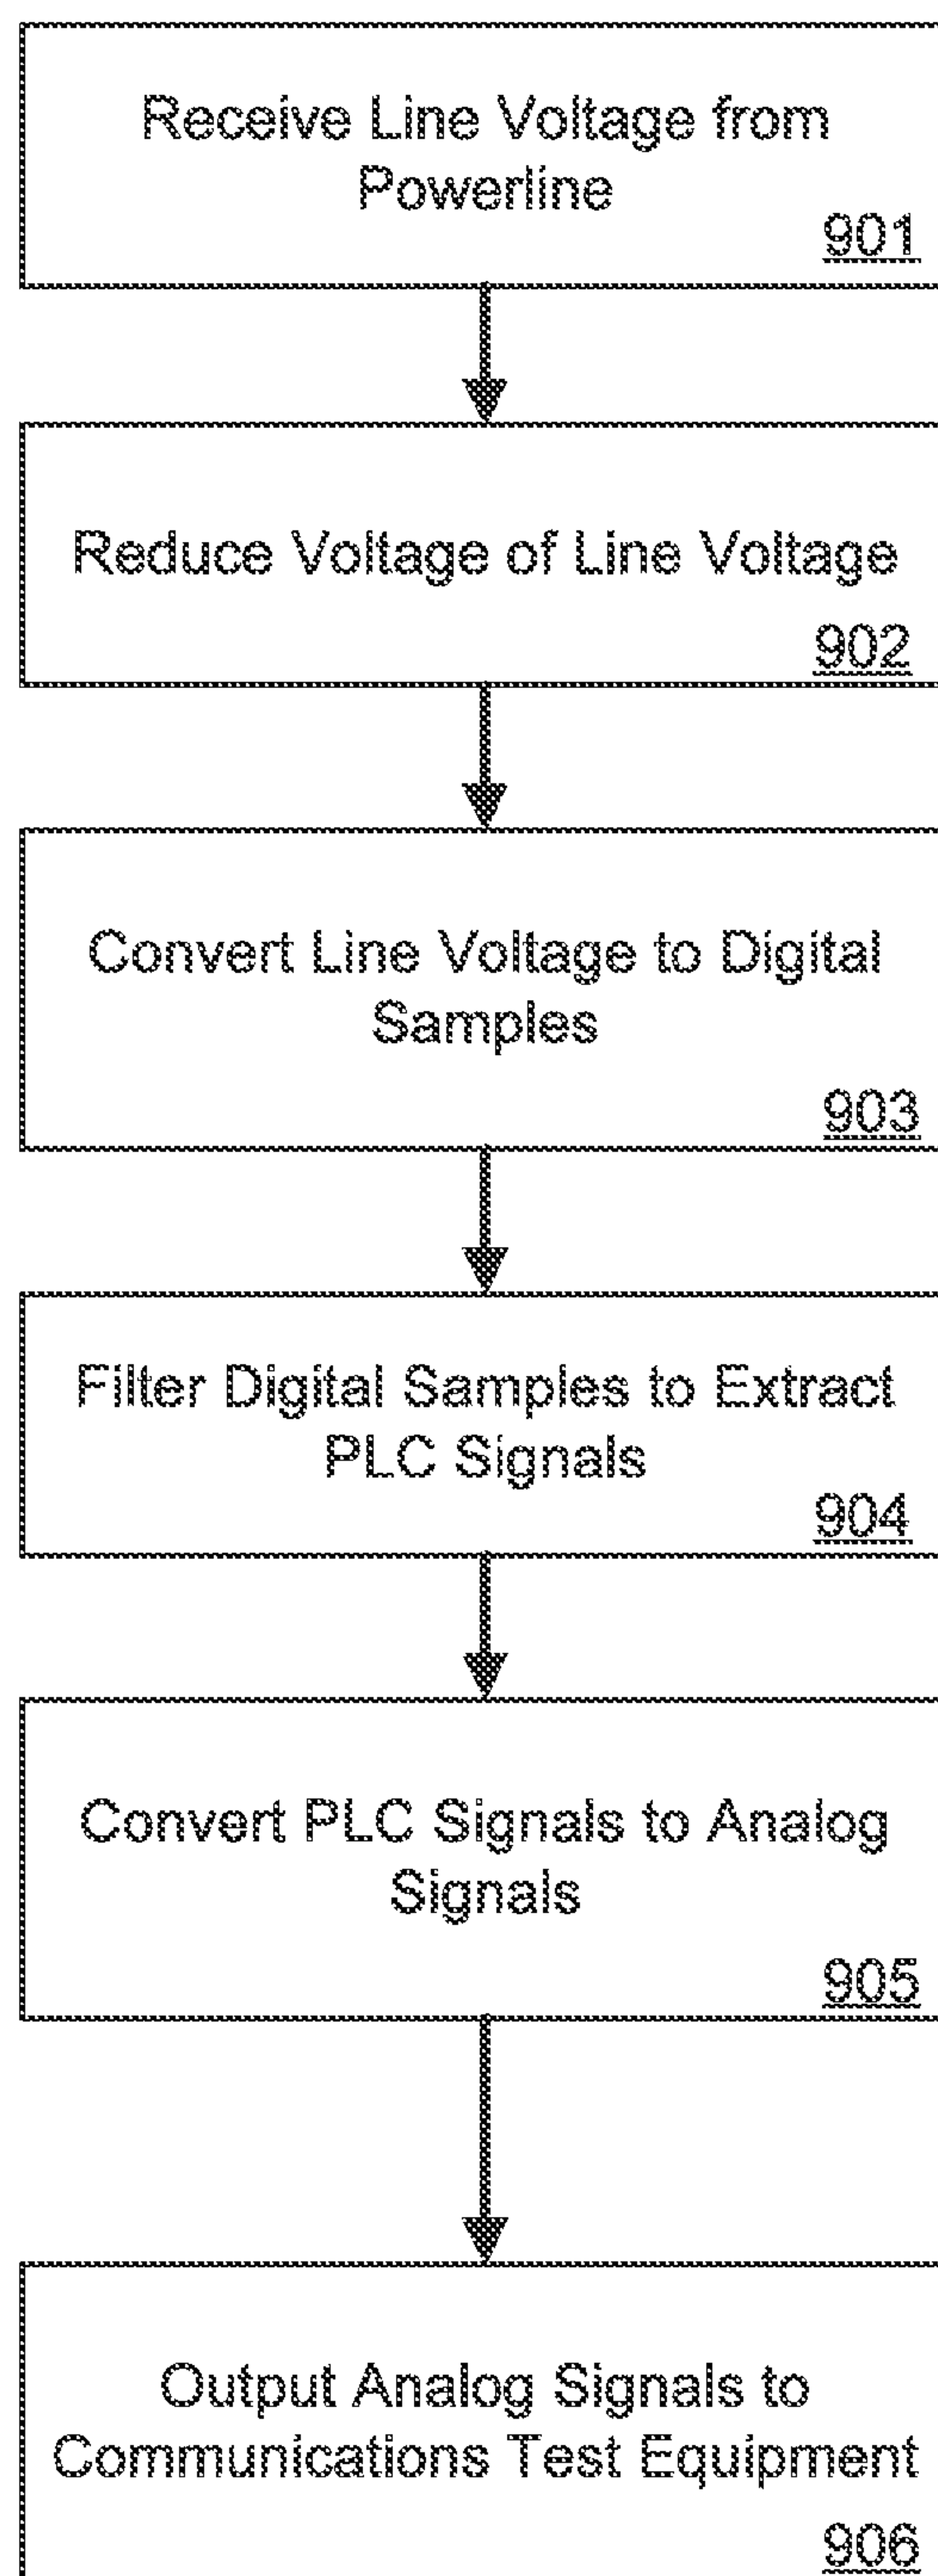 Receive Line Voltage from
Powerline
901
Reduce Voltage of Line Voltage
902
Convert Line Voltage to Digital
Samples
903
Filter Digital Samples to Extract
PLC Signals
904
Convert PLC Signals to Analog
Signals
905
Output Analog Signals to
Communications Test Equipment
906